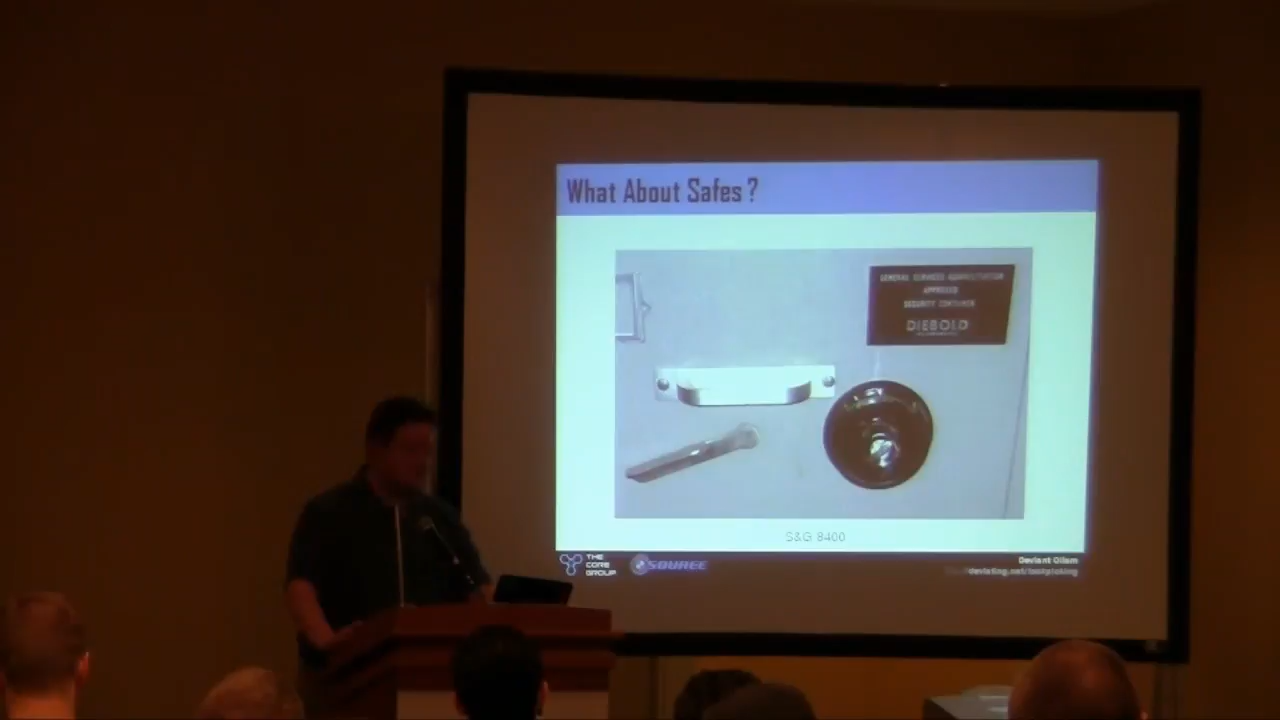 What About Safes ?
GENERAL SERVICES ADMINISTRATION
APPROVED
SECURITY CONTAINER
DIEBOLD
S&G 8400
THE
CORE
GROUP
SOURCE
Deviant Ollam
deviating.net/lockpicking